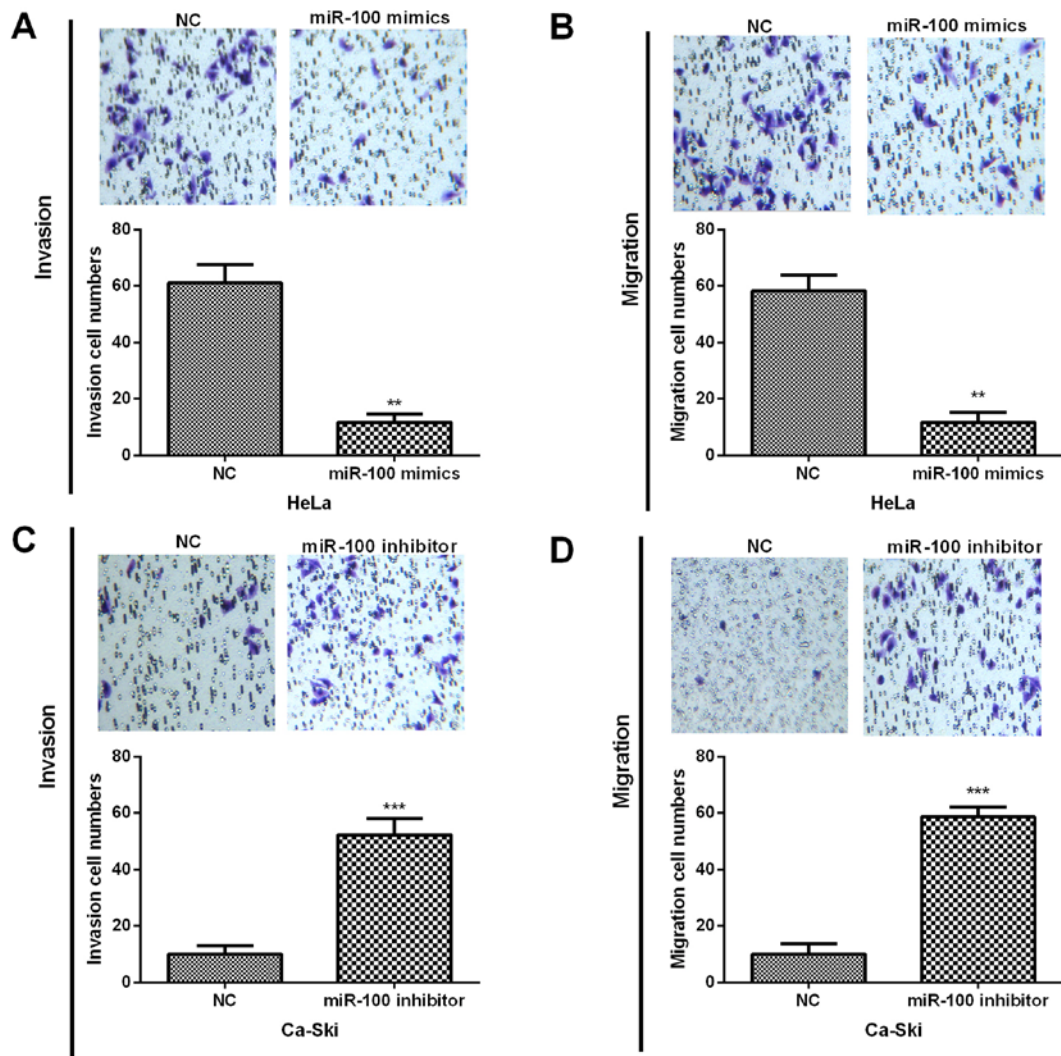 A
NC
miR-100 mimics
Invasion
80
60
40
20
0
Invasion cell numbers
**
NC
miR-100 mimics
HeLa
B
NC
miR-100 mimics
Migration
80
60
40
20
0
Migration cell numbers
**
NC
miR-100 mimics
HeLa
C
NC
miR-100 inhibitor
Invasion
80
60
40
20
0
Invasion cell numbers
***
NC
miR-100 inhibitor
Ca-Ski
D
NC
miR-100 inhibitor
Migration
80
60
40
20
0
Migration cell numbers
***
NC
miR-100 inhibitor
Ca-Ski